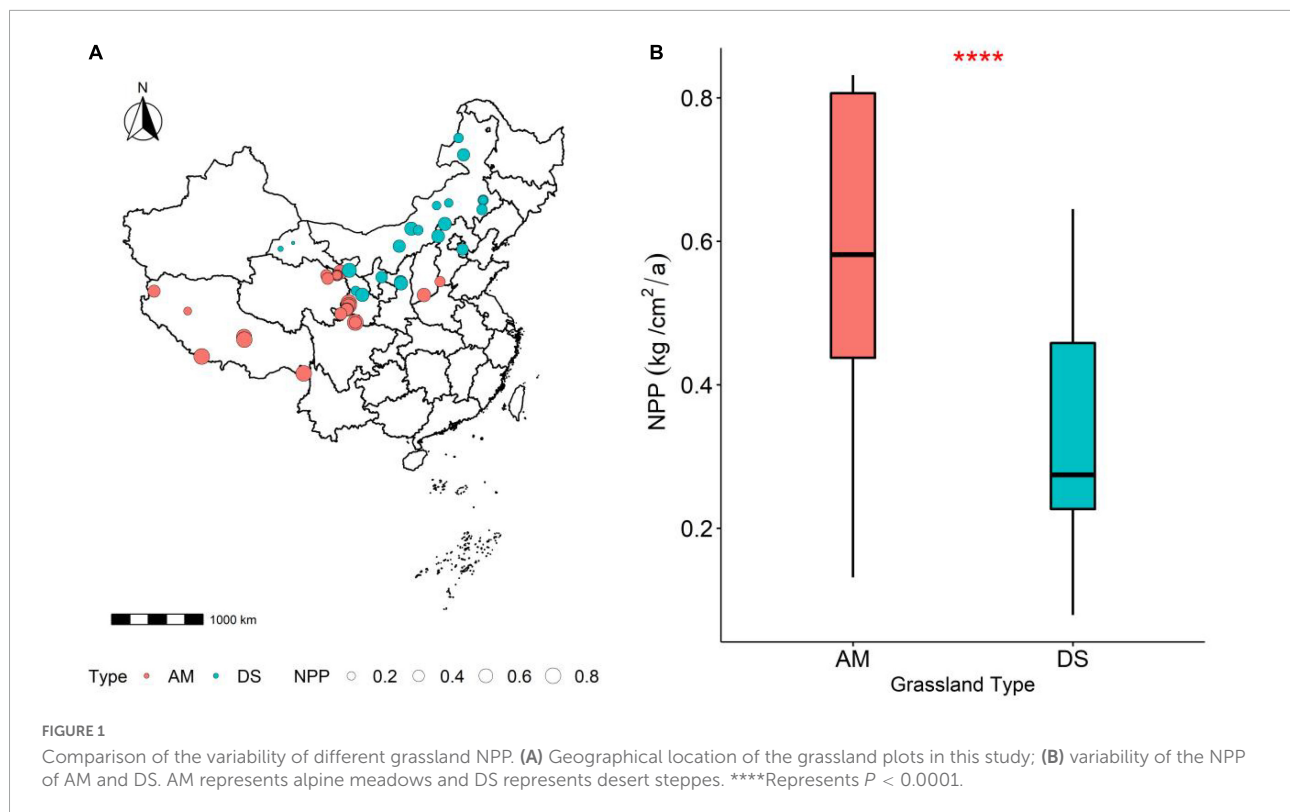 A
N
1000 km
Type AM DS NPP 0.2 0.4 0.6 0.8
B
****
0.8
0.6
0.4
0.2
NPP (kg /cm²/a)
AM DS
Grassland Type
FIGURE 1
Comparison of the variability of different grassland NPP. (A) Geographical location of the grassland plots in this study; (B) variability of the NPP
of AM and DS. AM represents alpine meadows and DS represents desert steppes. ****Represents P < 0.0001.